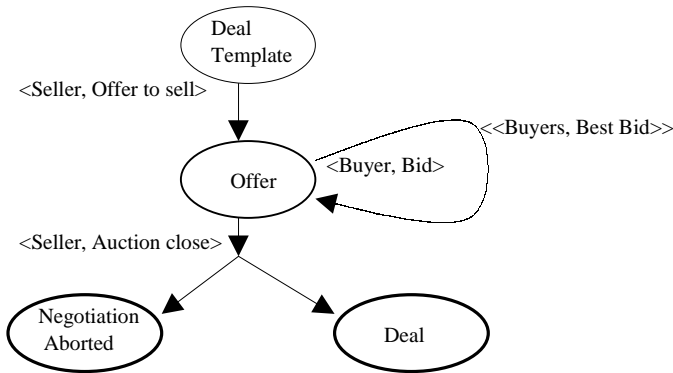 Deal
Template
<Seller, Offer to sell>
<<Buyers, Best Bid>>
<Buyer, Bid>
Offer
<Seller, Auction close>
Negotiation
Aborted
Deal